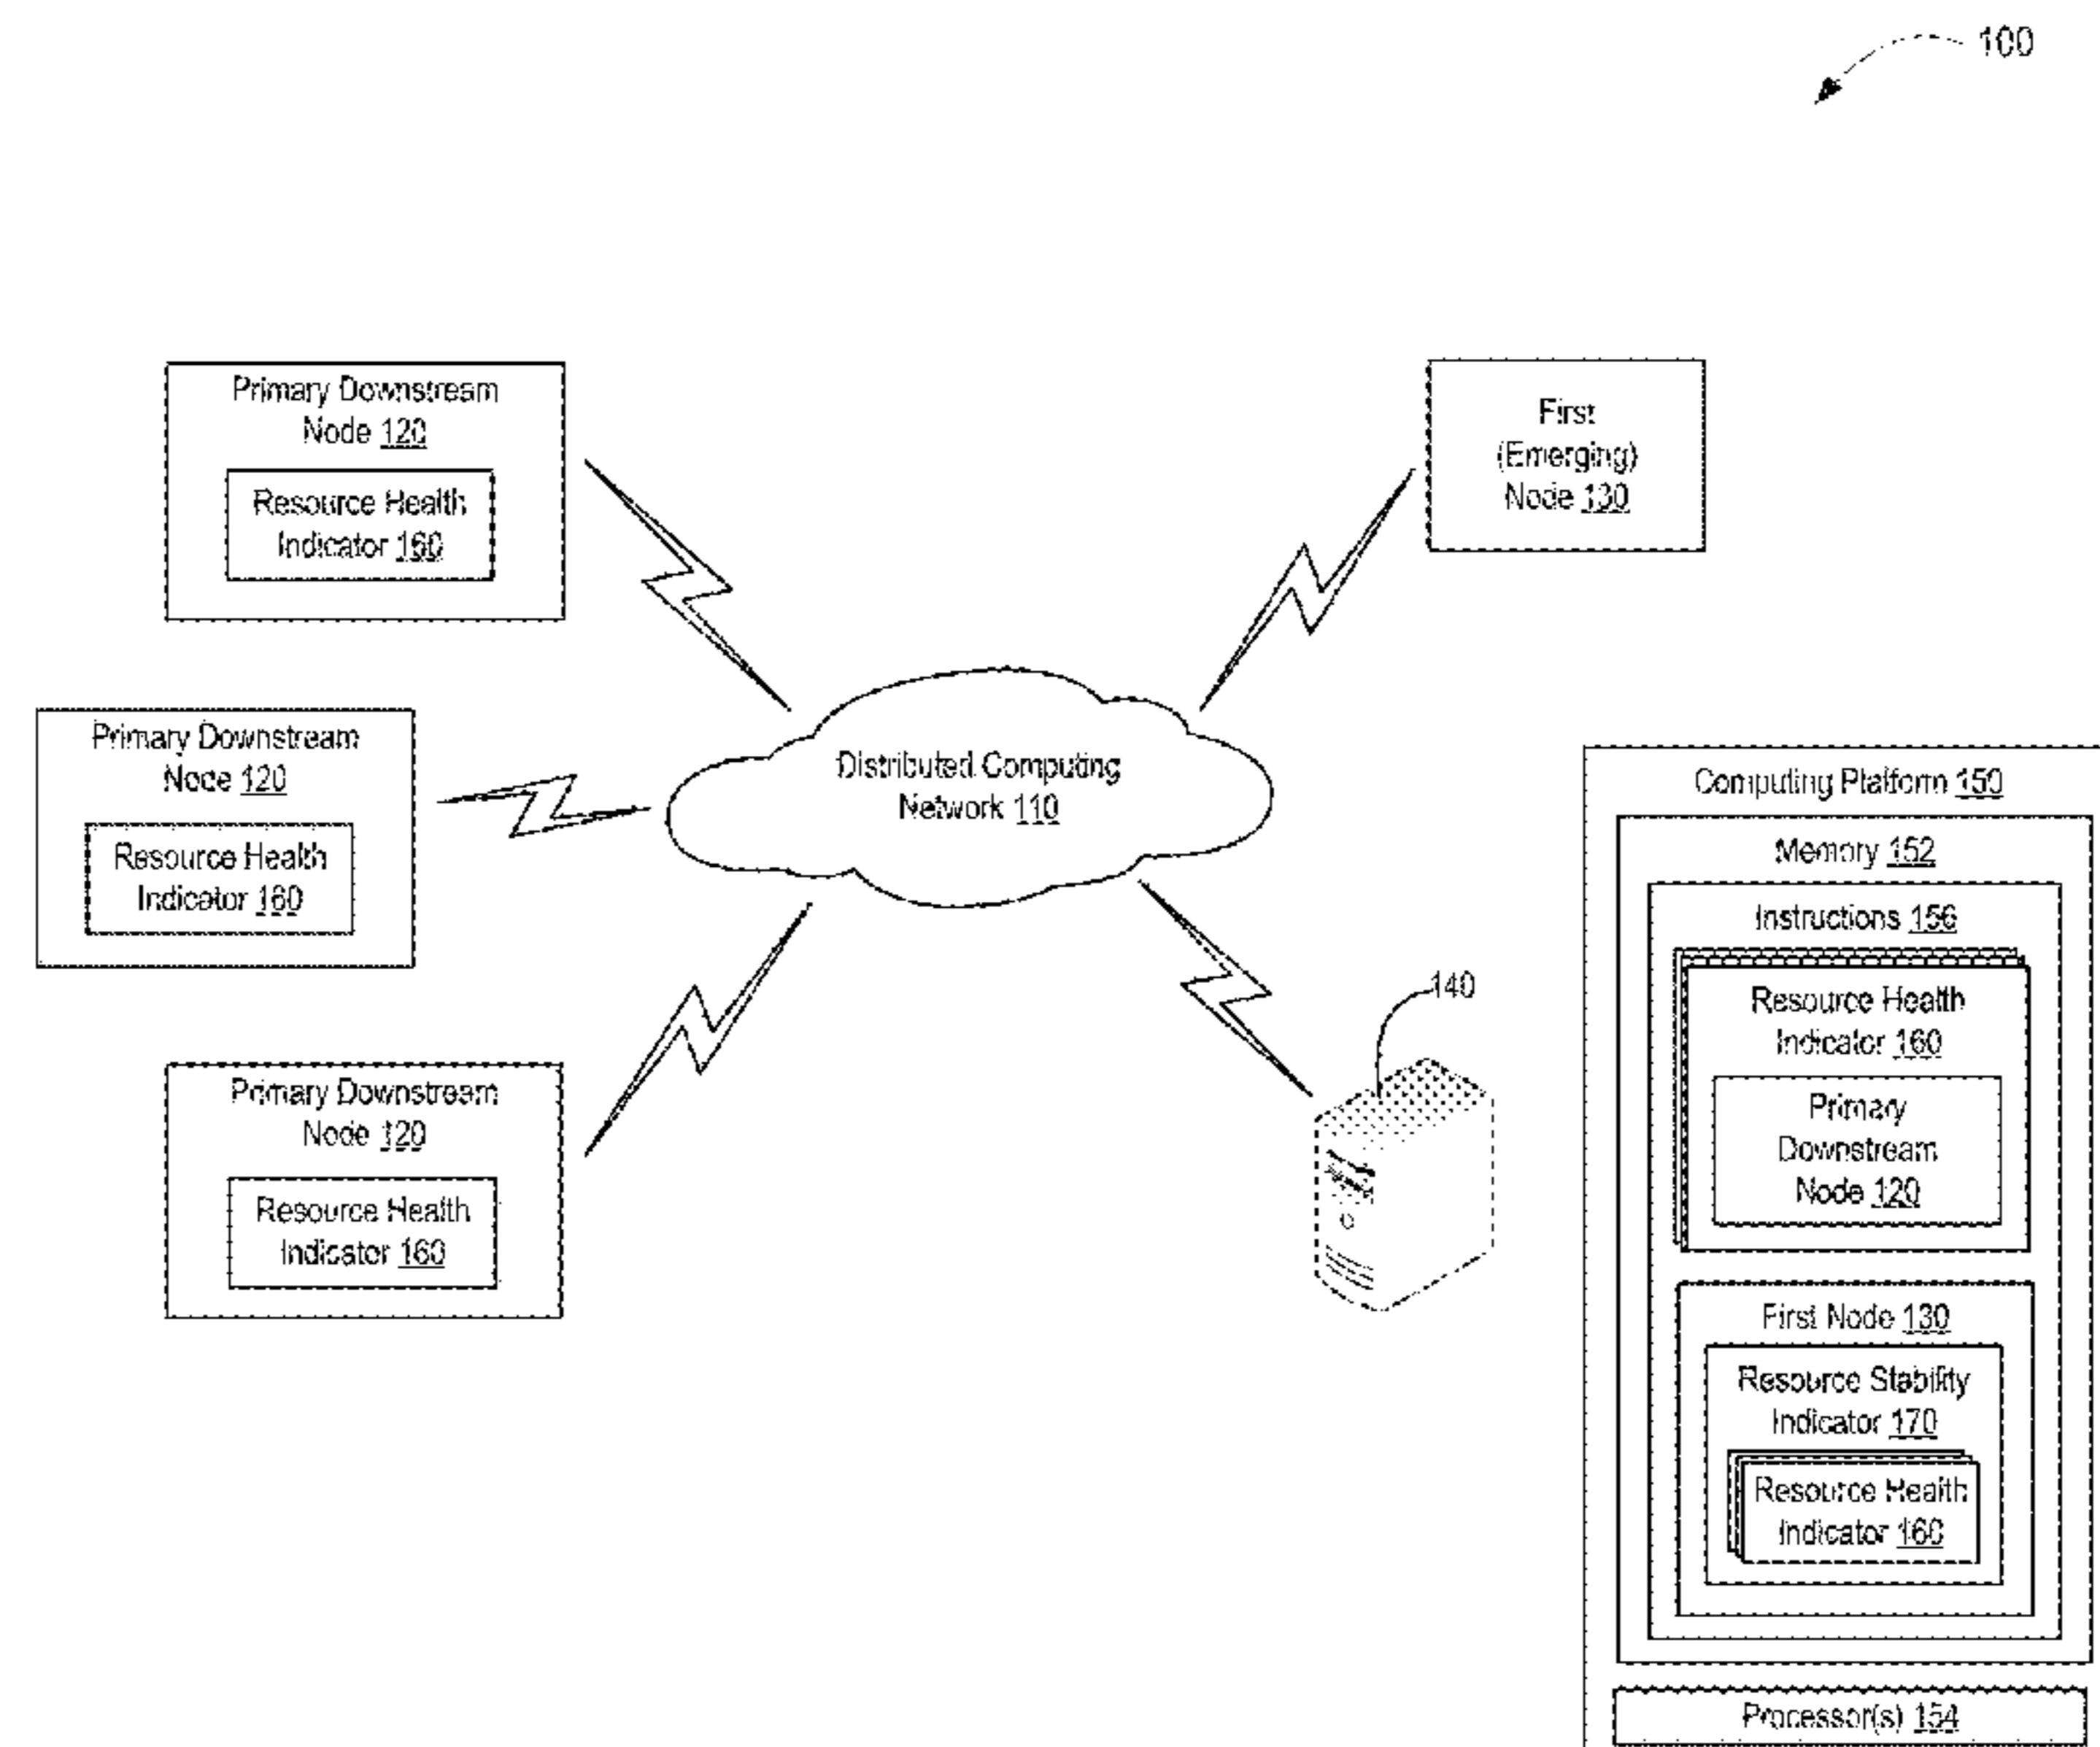 100
Primary Downstream
Node 120
Resource Health
Indicator 160
First
(Emerging)
Node 130
Primary Downstream
Node 120
Resource Health
Indicator 160
Distributed Computing
Network 110
Primary Downstream
Node 120
Resource Health
Indicator 160
140
Computing Platform 150
Memory 152
Instructions 156
Resource Health
Indicator 160
Primary
Downstream
Node 120
First Node 130
Resource Stability
Indicator 170
Resource Health
Indicator 160
Processor(s) 154